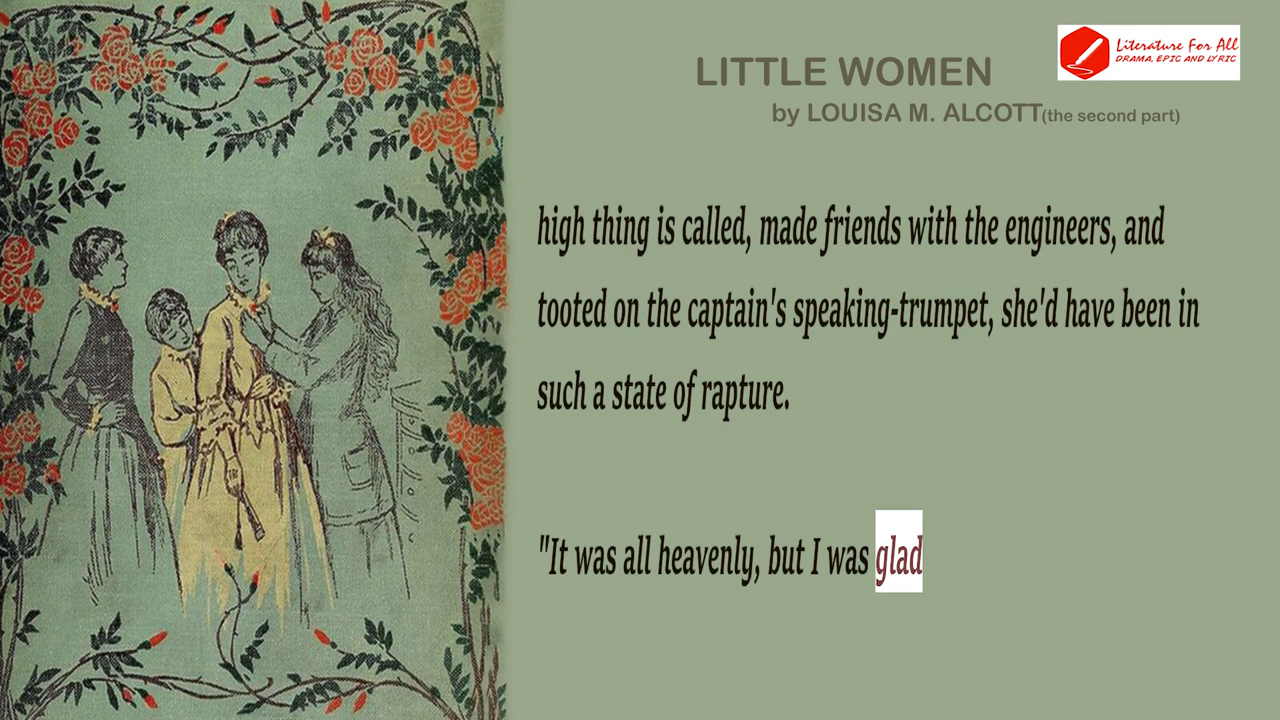 LITTLE WOMEN
by LOUISA M. ALCOTT(the second part)
Literature For All
DRAMA, EPIC AND LYRIC
high thing is called, made friends with the engineers, and
tooted on the captain's speaking-trumpet, she'd have been in
such a state of rapture.
"It was all heavenly, but I was glad